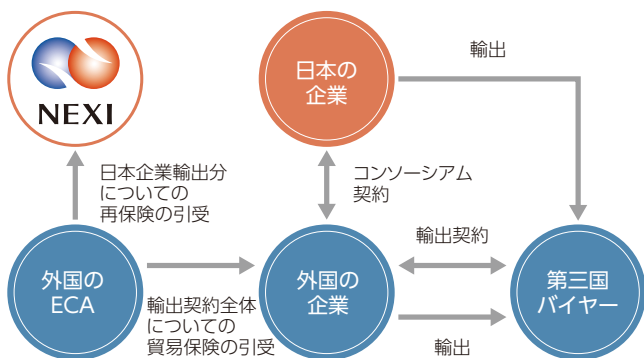 NEXI
日本の
企業
輸出
日本企業輸出分
についての
再保険の引受
コンソーシアム
契約
外国の
ECA
輸出契約全体
についての
貿易保険の引受
外国の
企業
輸出契約
輸出
第三国
バイヤー